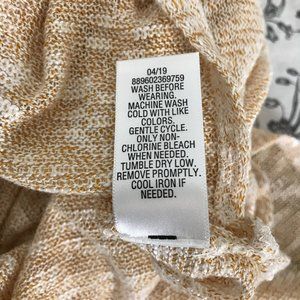 04/19
889602369759
WASH BEFORE
WEARING.
MACHINE WASH
COLD WITH LIKE
COLORS.
GENTLE CYCLE.
ONLY NON-
CHLORINE BLEACH
WHEN NEEDED.
TUMBLE DRY LOW.
REMOVE PROMPTLY.
COOL IRON IF
NEEDED.